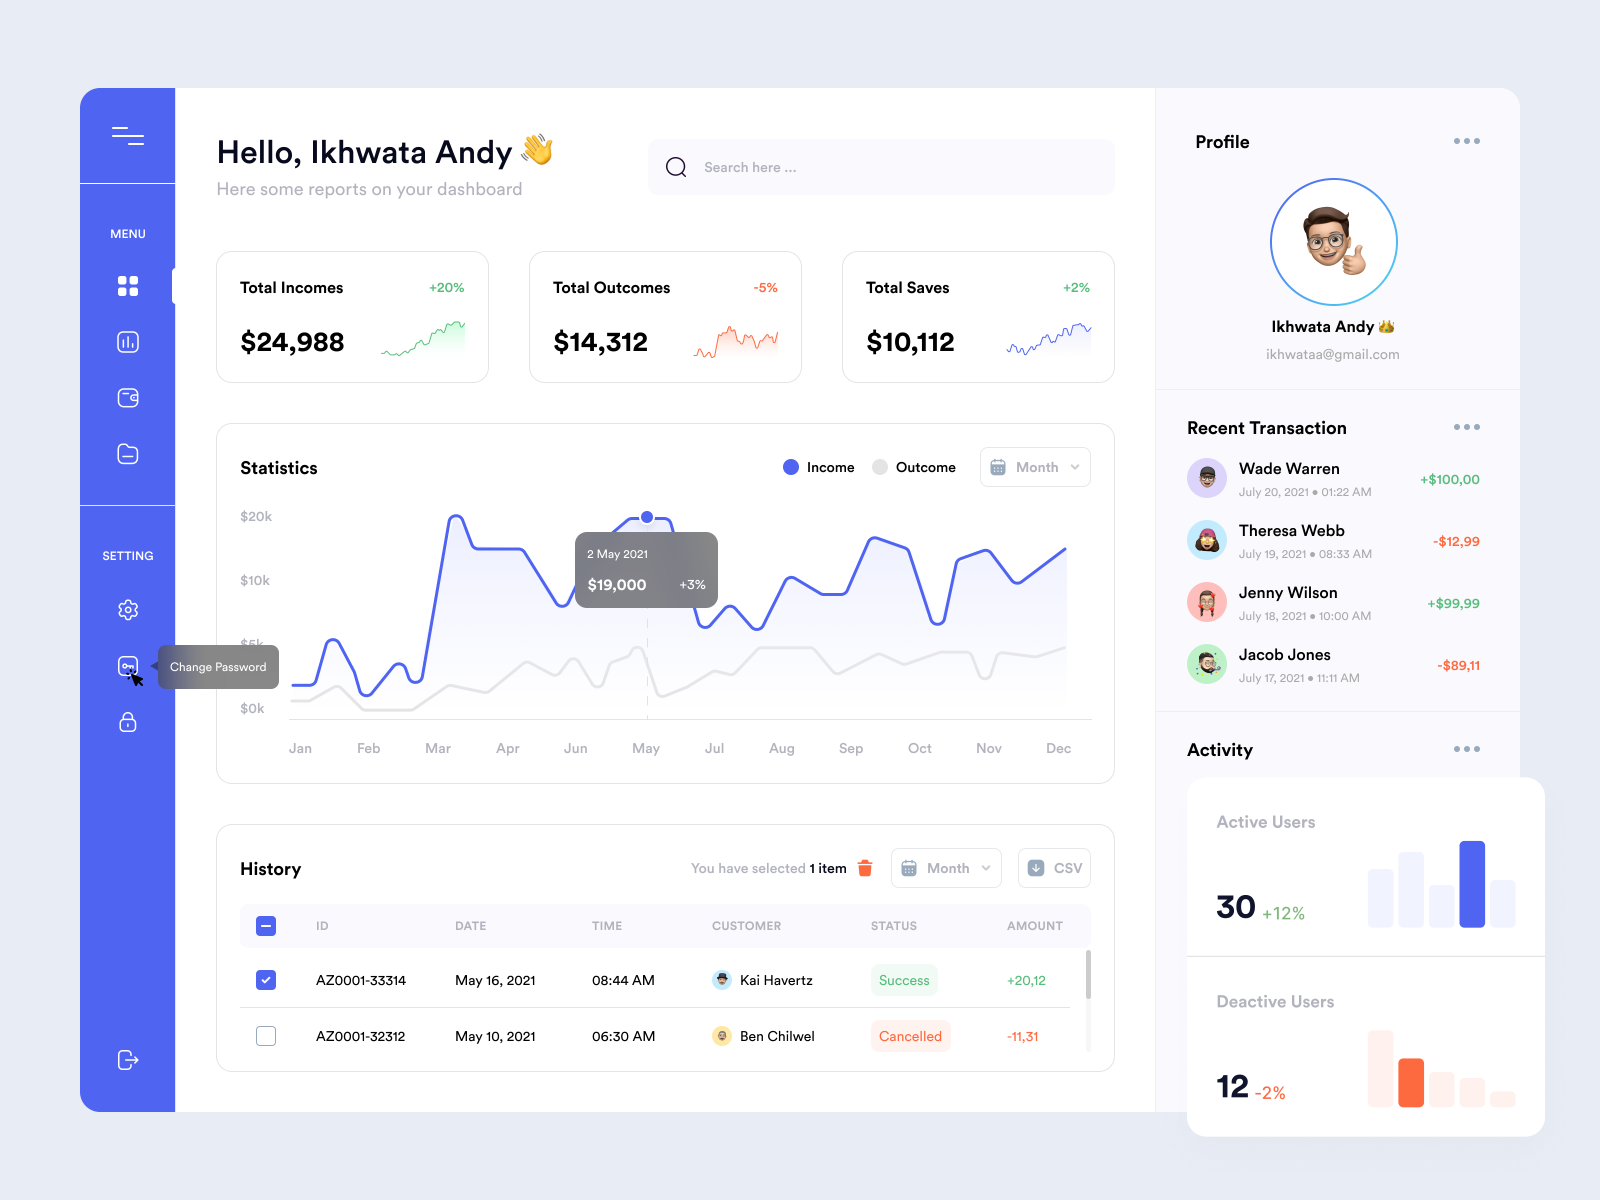 MENU
SETTING
Change Password
Hello, Ikhwata Andy 👋
Here some reports on your dashboard
Search here ...
Total Incomes
+20%
$24,988
Total Outcomes
-5%
$14,312
Total Saves
+2%
$10,112
Statistics
Income
Outcome
Month
$20k
$10k
$5k
$0k
2 May 2021
$19,000 +3%
Jan Feb Mar Apr Jun May Jul Aug Sep Oct Nov Dec
History
You have selected 1 item
Month
CSV
ID DATE TIME CUSTOMER STATUS AMOUNT
AZ0001-33314 May 16, 2021 08:44 AM Kai Havertz Success +20,12
AZ0001-32312 May 10, 2021 06:30 AM Ben Chilwel Cancelled -11,31
Profile
Ikhwata Andy 👑
ikhwataa@gmail.com
Recent Transaction
Wade Warren
July 20, 2021 • 01:22 AM
+$100,00
Theresa Webb
July 19, 2021 • 08:33 AM
-$12,99
Jenny Wilson
July 18, 2021 • 10:00 AM
+$99,99
Jacob Jones
July 17, 2021 • 11:11 AM
-$89,11
Activity
Active Users
30 +12%
Deactive Users
12 -2%